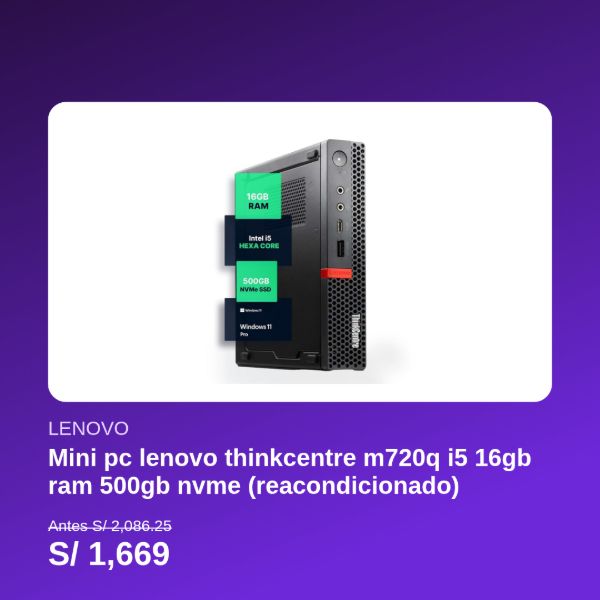 16GB
RAM
Intel i5
HEXA CORE
500GB
NVMe SSD
Windows 11
Windows 11
Pro
ThinkCentre
LENOVO
Mini pc lenovo thinkcentre m720q i5 16gb
ram 500gb nvme (reacondicionado)
Antes S/ 2,086.25
S/ 1,669